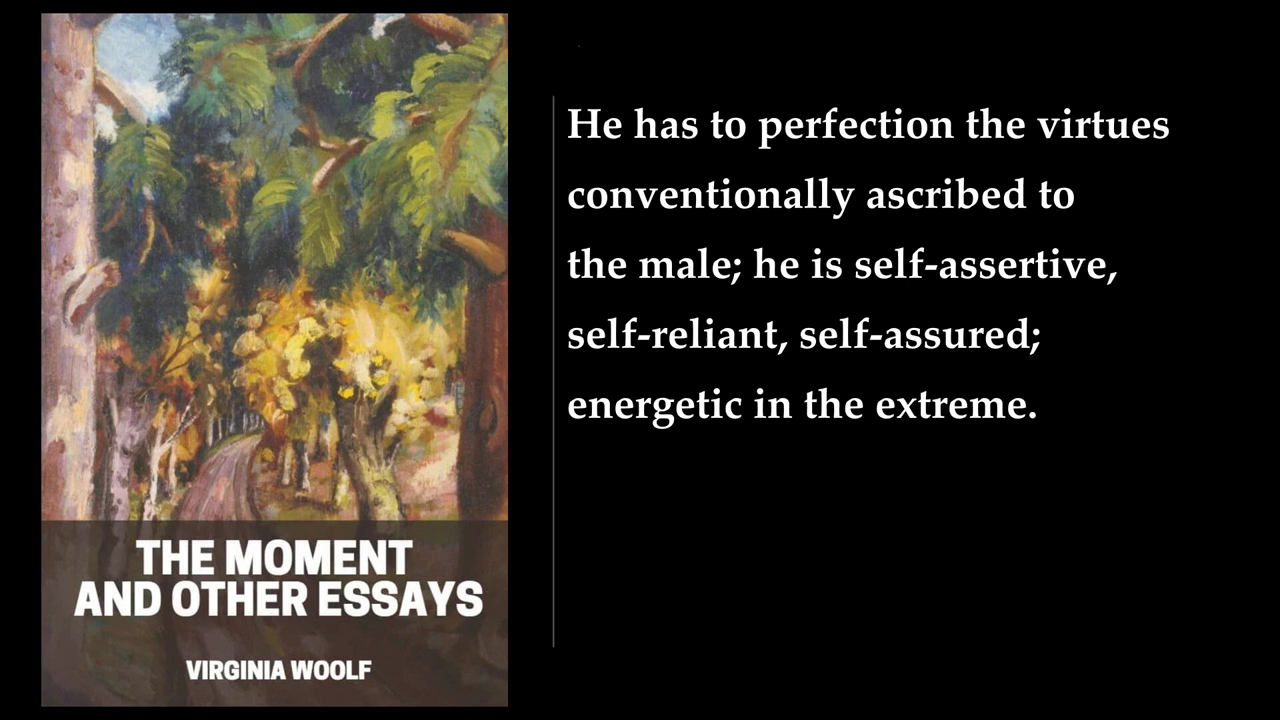 THE MOMENT
AND OTHER ESSAYS
VIRGINIA WOOLF
He has to perfection the virtues
conventionally ascribed to
the male; he is self-assertive,
self-reliant, self-assured;
energetic in the extreme.